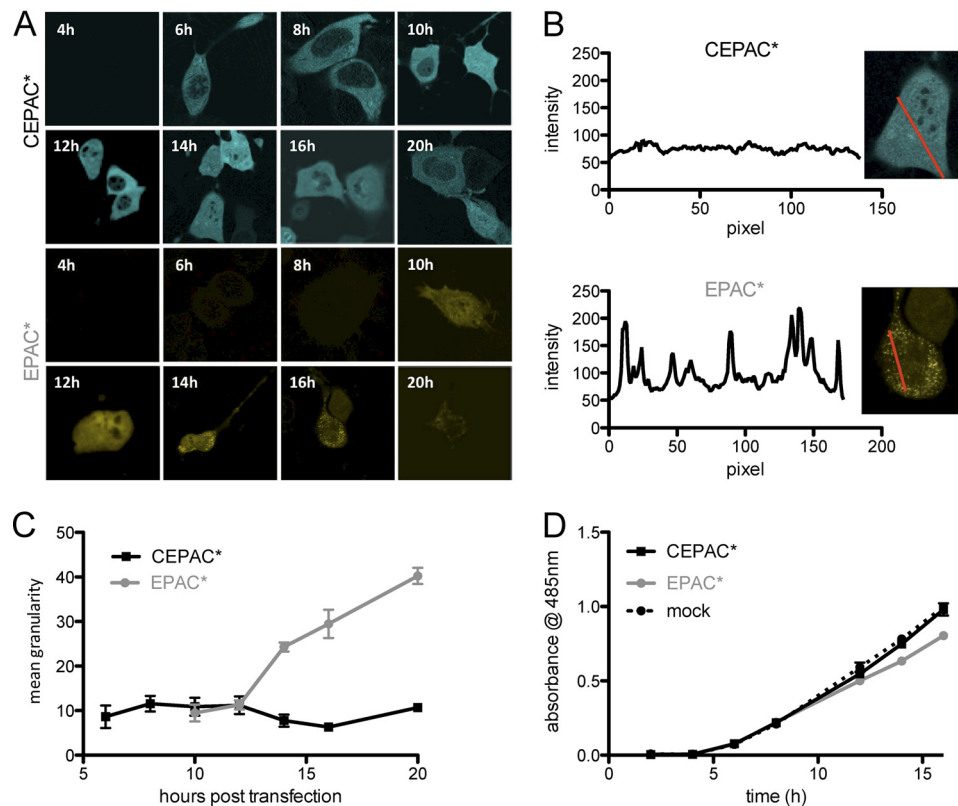 A
CEPAC*
4h
6h
8h
10h
12h
14h
16h
20h
EPAC*
4h
6h
8h
10h
12h
14h
16h
20h
B
CEPAC*
intensity
250
200
150
100
50
0
0 50 100 150
pixel
EPAC*
intensity
250
200
150
100
50
0
0 50 100 150 200
pixel
C
CEPAC*
EPAC*
mean granularity
50
40
30
20
10
0
5 10 15 20
hours post transfection
D
CEPAC*
EPAC*
mock
absorbance @ 485nm
1.5
1.0
0.5
0.0
0 5 10 15
time (h)